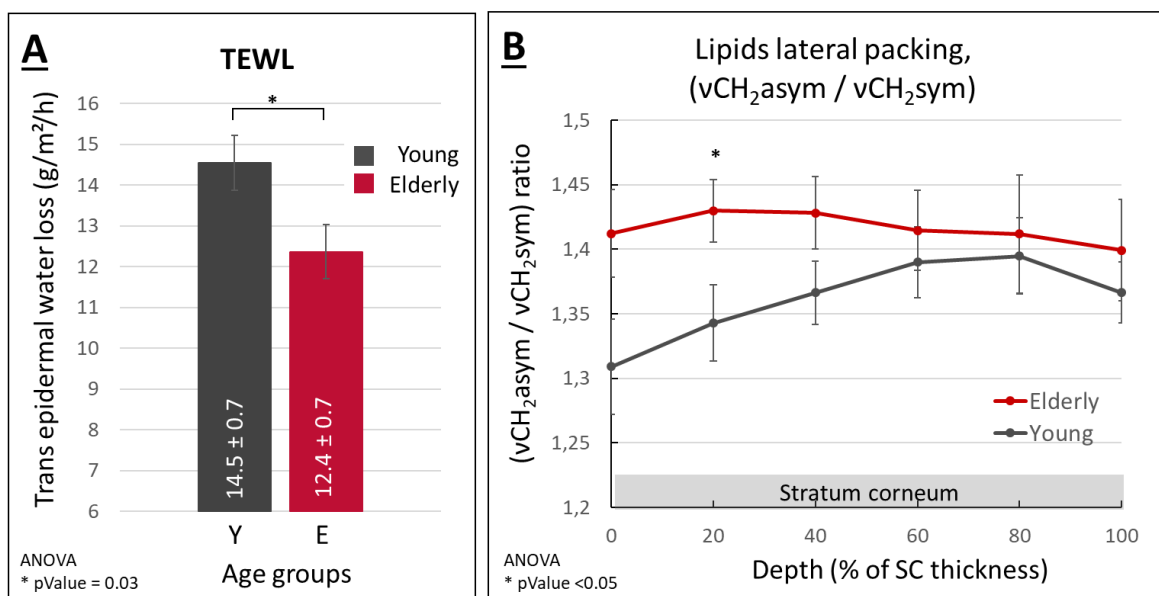 A
TEWL
*
Young
Elderly
Trans epidermal water loss (g/m²/h)
16
15
14
13
12
11
10
9
8
7
6
14.5 ± 0.7
12.4 ± 0.7
Y
E
Age groups
ANOVA
* pValue = 0.03
B
Lipids lateral packing,
(νCH₂asym / νCH₂sym)
(νCH₂asym / νCH₂sym) ratio
1,5
1,45
1,4
1,35
1,3
1,25
1,2
*
Elderly
Young
Stratum corneum
0
20
40
60
80
100
Depth (% of SC thickness)
ANOVA
* pValue <0.05